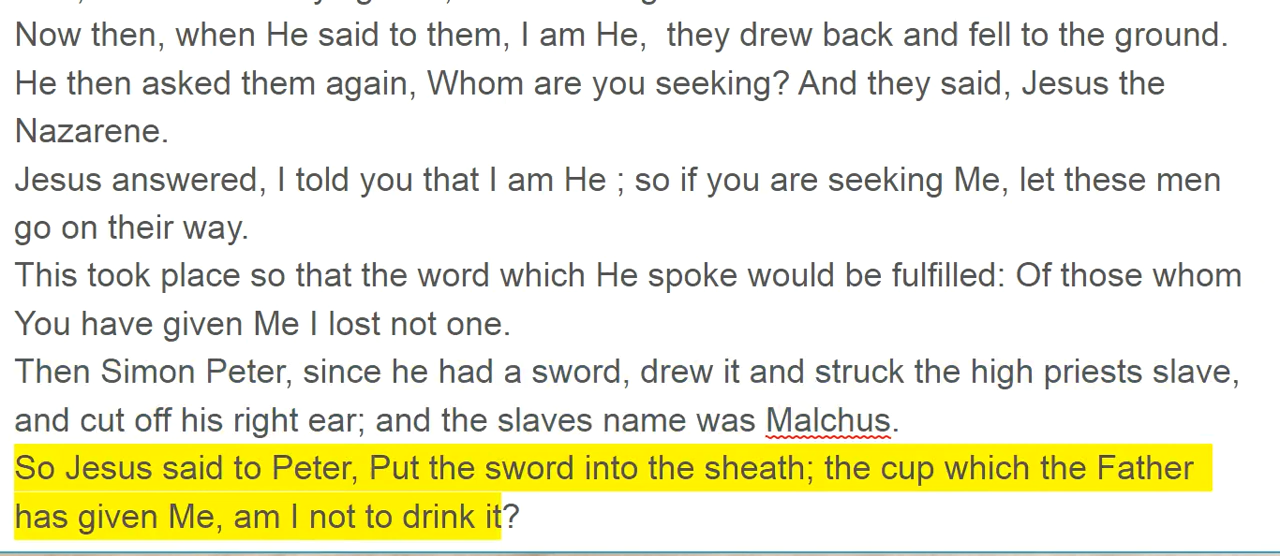 Now then, when He said to them, I am He,  they drew back and fell to the ground.
He then asked them again, Whom are you seeking? And they said, Jesus the
Nazarene.
Jesus answered, I told you that I am He ; so if you are seeking Me, let these men
go on their way.
This took place so that the word which He spoke would be fulfilled: Of those whom
You have given Me I lost not one.
Then Simon Peter, since he had a sword, drew it and struck the high priests slave,
and cut off his right ear; and the slaves name was Malchus.
So Jesus said to Peter, Put the sword into the sheath; the cup which the Father
has given Me, am I not to drink it?